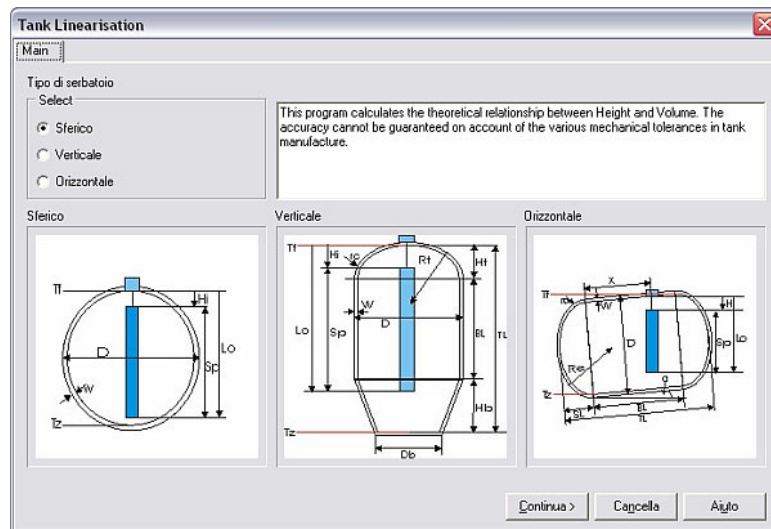 Tank Linearisation
Main
Tipo di serbatoio
Select
Sferico
Verticale
Orizzontale
This program calculates the theoretical relationship between Height and Volume. The
accuracy cannot be guaranteed on account of the various mechanical tolerances in tank
manufacture.
Sferico
Tf
Hi
D
Lo
Sp
W
Tz
Verticale
Tf
Hi
rc
Rt
Ht
W
Lo
Sp
D
BL
TL
Hb
Tz
Db
Orizzontale
X
Tf
rc
W
H
D
Sp
Lo
Re
a
SL
BL
TL
Tz
Continua >
Cancella
Aiuto